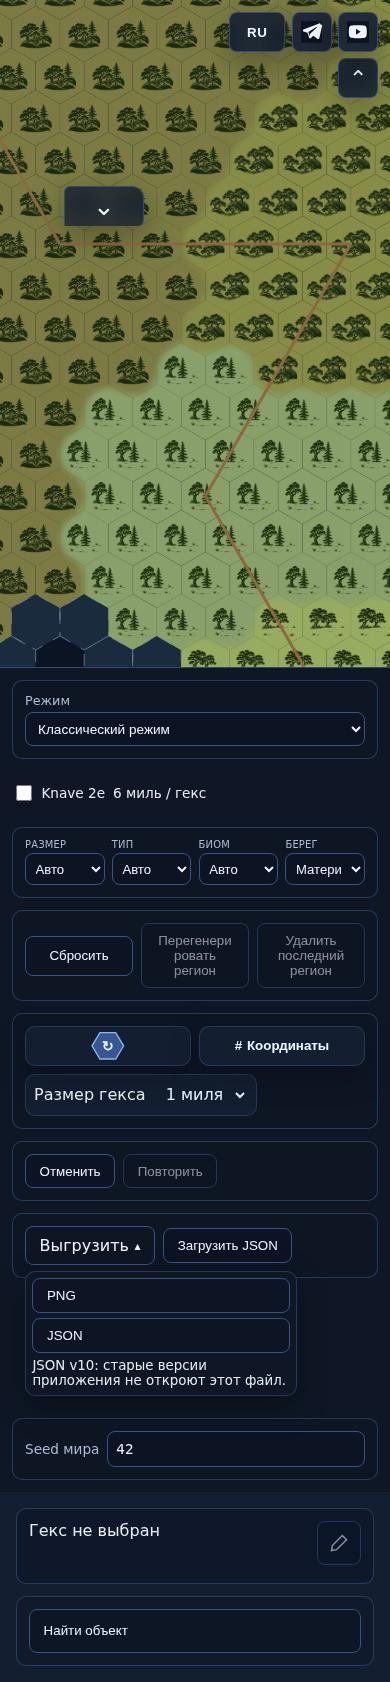 RU
Режим
Классический режим
Knave 2e 6 миль / гекс
РАЗМЕР ТИП БИОМ БЕРЕГ
Авто Авто Авто Матери
Сбросить
Перегенери
ровать
регион
Удалить
последний
регион
# Координаты
Размер гекса 1 миля
Отменить Повторить
Выгрузить ▴ Загрузить JSON
PNG
JSON
JSON v10: старые версии
приложения не откроют этот файл.
Seed мира 42
Гекс не выбран
Найти объект